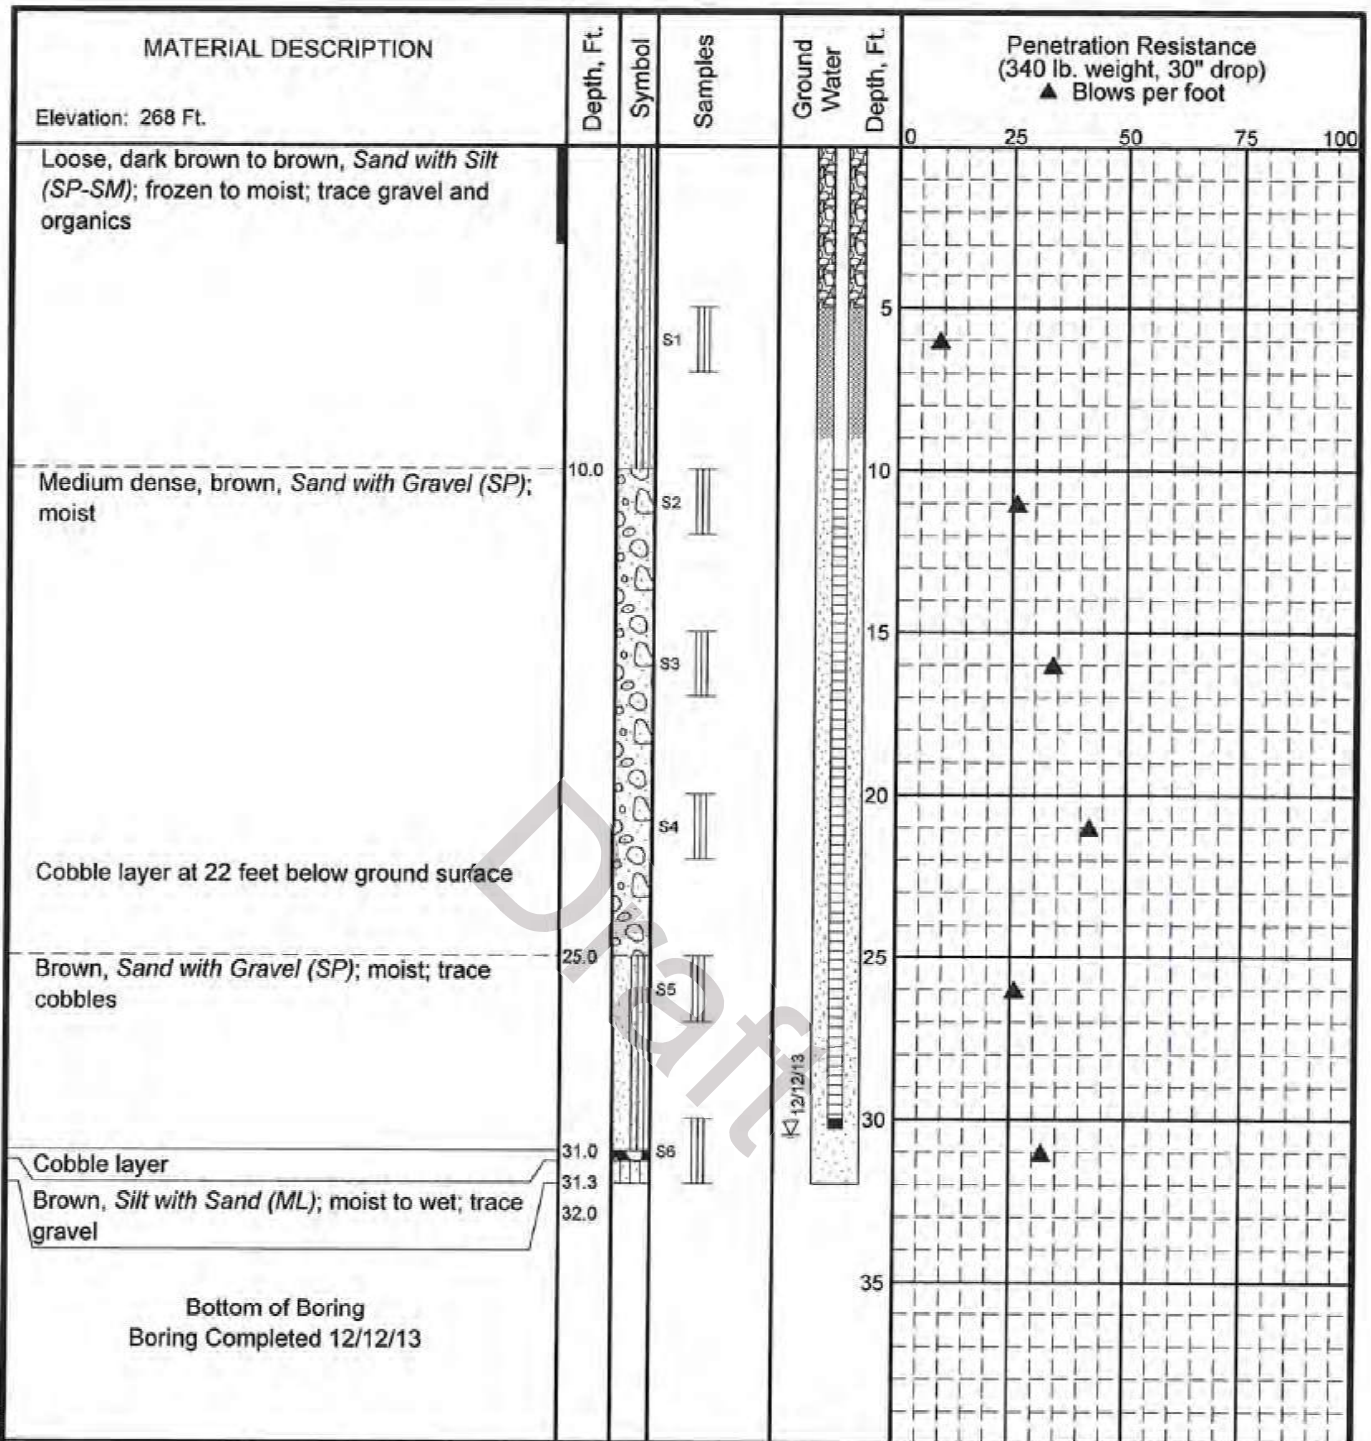 MATERIAL DESCRIPTION
Elevation: 268 Ft.
Depth, Ft.
Symbol
Samples
Ground
Water
Depth, Ft.
Penetration Resistance
(340 lb. weight, 30" drop)
▲ Blows per foot
0 25 50 75 100
Loose, dark brown to brown, Sand with Silt
(SP-SM); frozen to moist; trace gravel and
organics
5
S1
10.0
10
Medium dense, brown, Sand with Gravel (SP);
moist
S2
15
S3
20
S4
Cobble layer at 22 feet below ground surface
25.0
25
Brown, Sand with Gravel (SP); moist; trace
cobbles
S5
12/12/13
30
31.0
S6
Cobble layer
31.3
Brown, Silt with Sand (ML); moist to wet; trace
gravel
32.0
35
Bottom of Boring
Boring Completed 12/12/13
Draft